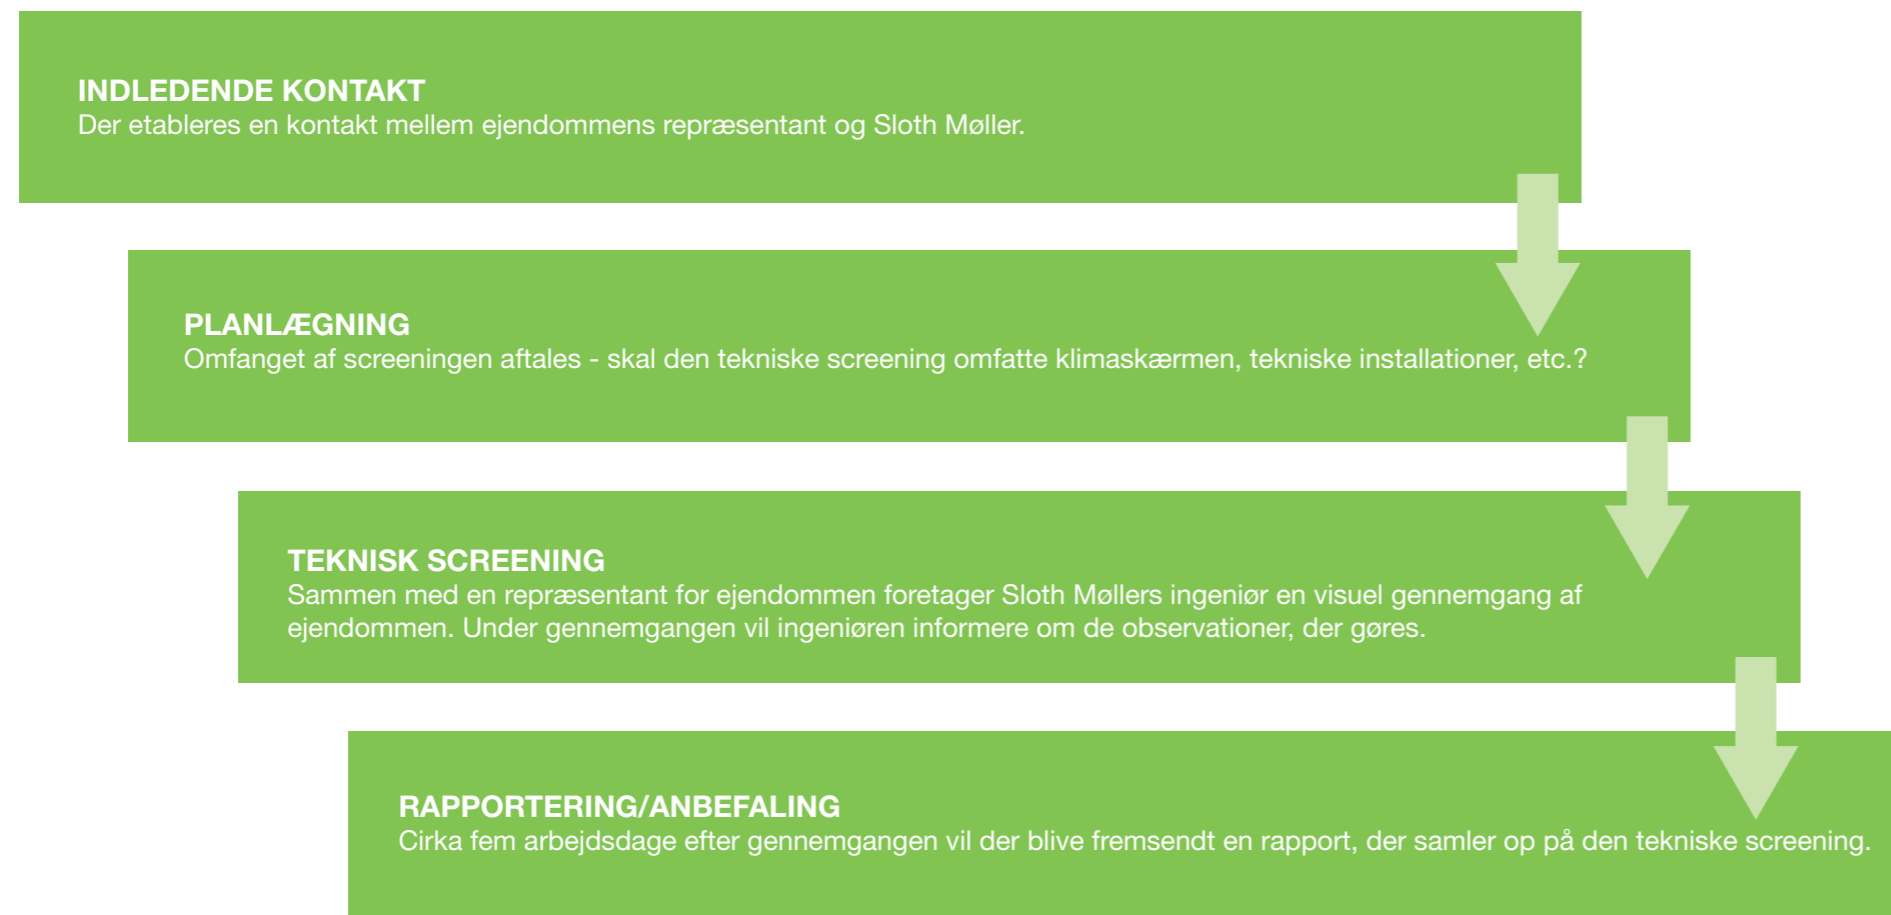 INDLEDENDE KONTAKT
Der etableres en kontakt mellem ejendommens repræsentant og Sloth Møller.
PLANLÆGNING
Omfanget af screeningen aftales - skal den tekniske screening omfatte klimaskærmen, tekniske installationer, etc.?
TEKNISK SCREENING
Sammen med en repræsentant for ejendommen foretager Sloth Møllers ingeniør en visuel gennemgang af
ejendommen. Under gennemgangen vil ingeniøren informere om de observationer, der gøres.
RAPPORTERING/ANBEFALING
Cirka fem arbejdsdage efter gennemgangen vil der blive fremsendt en rapport, der samler op på den tekniske screening.